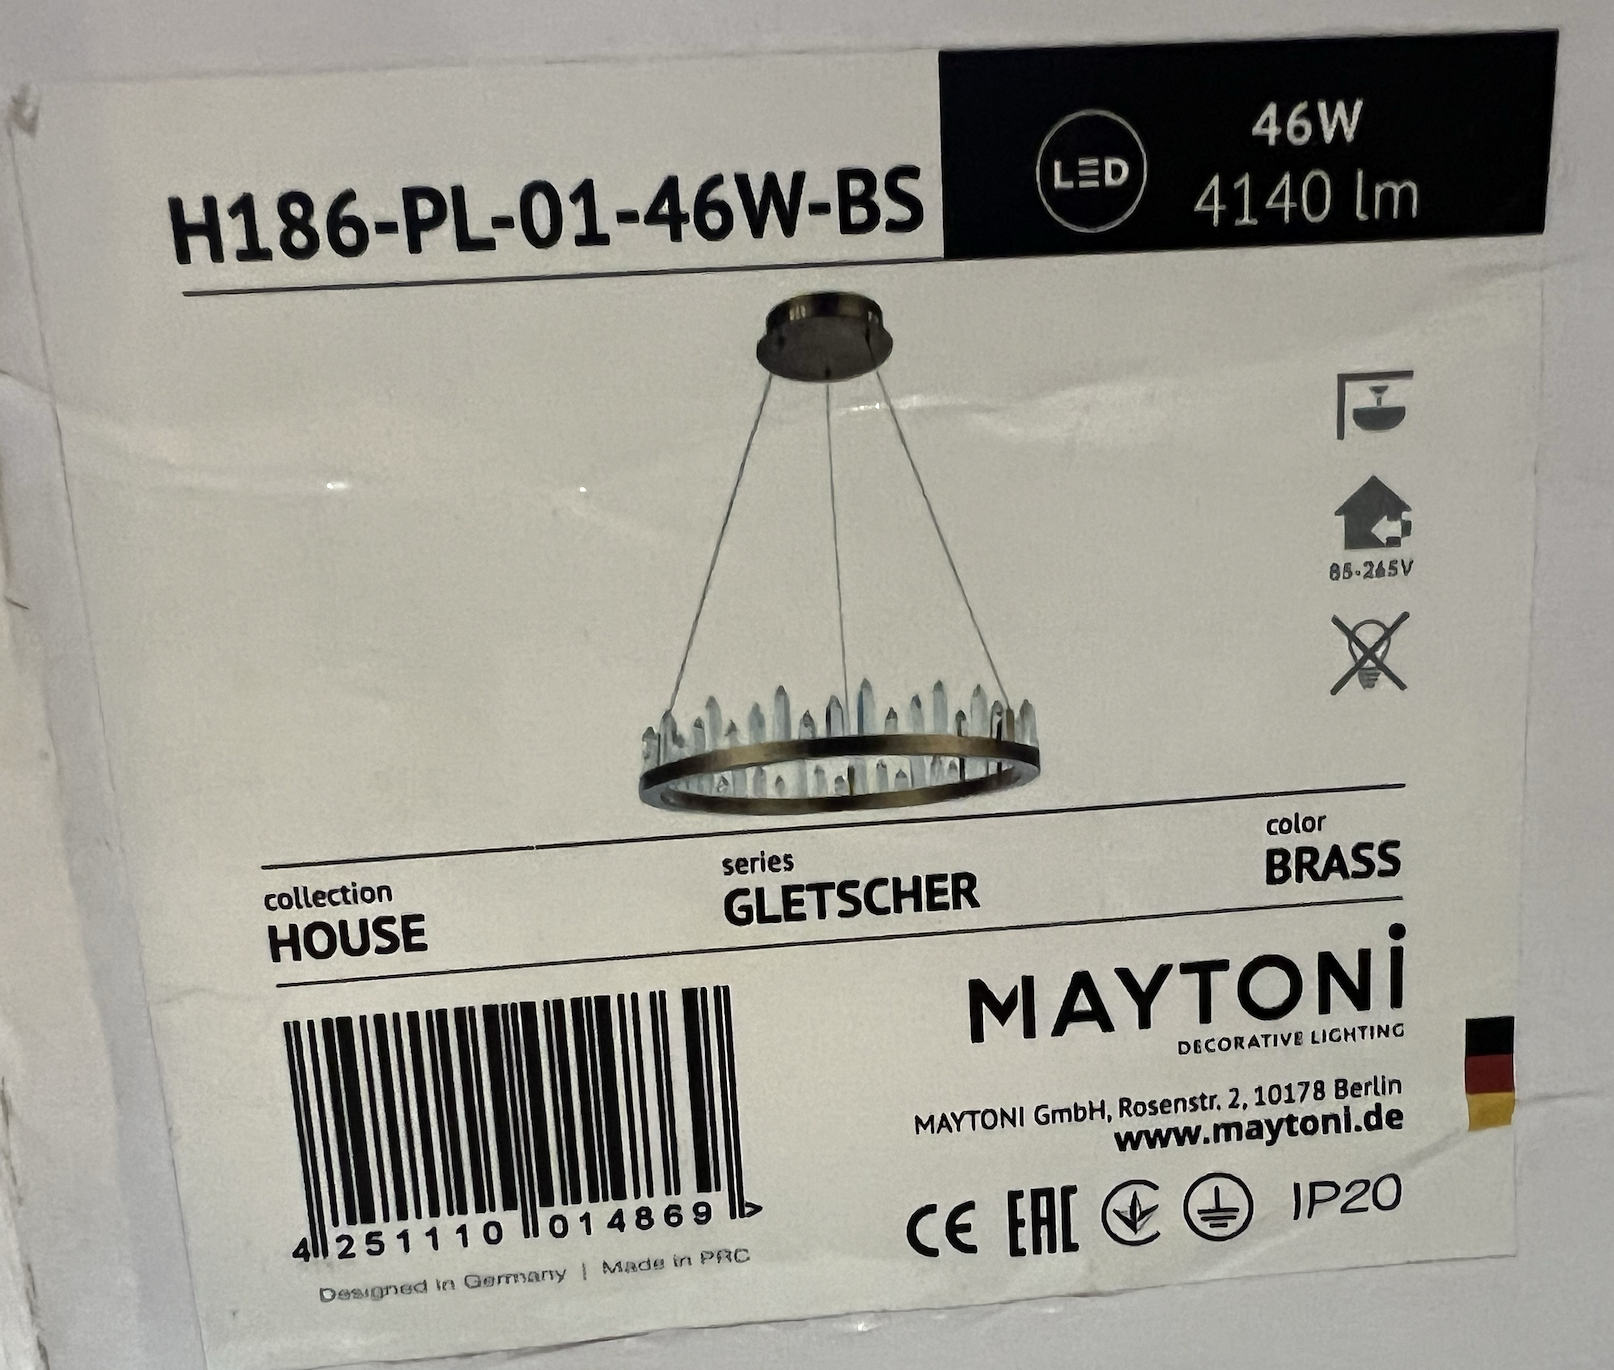 H186-PL-01-46W-BS
LED
46W
4140 lm
85-265V
collection
HOUSE
series
GLETSCHER
color
BRASS
MAYTONi
DECORATIVE LIGHTING
MAYTONI GmbH, Rosenstr. 2, 10178 Berlin
www.maytoni.de
4 251110 014869 >
Designed in Germany | Made in PRC
CE EAC IP20